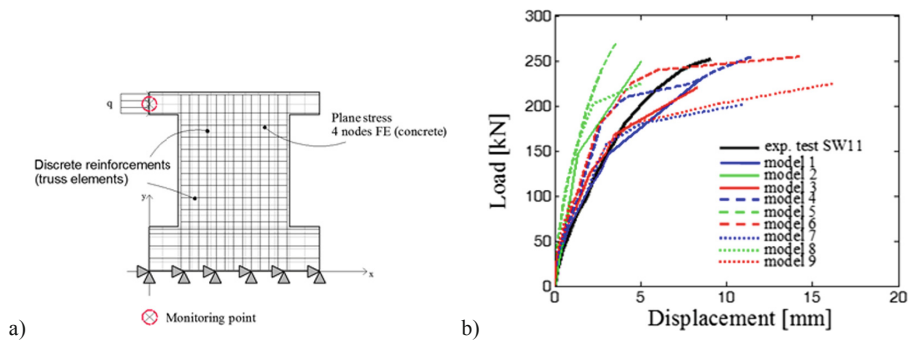 q
Plane stress
4 nodes FE (concrete)
Discrete reinforcements
(truss elements)
y
x
Monitoring point
a)
300
250
200
150
100
50
0
Load [kN]
exp. test SW11
model 1
model 2
model 3
model 4
model 5
model 6
model 7
model 8
model 9
0 5 10 15 20
Displacement [mm]
b)